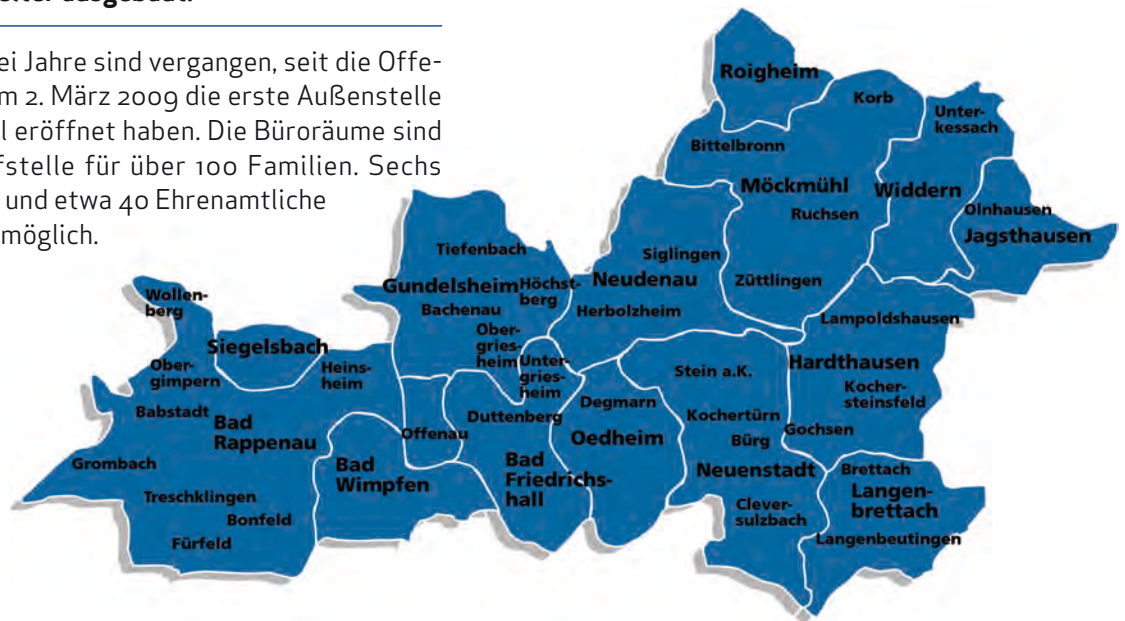 ausgebaut.
ei Jahre sind vergangen, seit die Offe-
m 2. März 2009 die erste Außenstelle
l eröffnet haben. Die Büroräume sind
fstelle für über 100 Familien. Sechs
und etwa 40 Ehrenamtliche
möglich.
Roigheim
Korb
Unter-
kessach
Bittelbronn
Möckmühl
Widdern
Ruchsen
Olnhausen
Jagsthausen
Tiefenbach
Siglingen
Gundelsheim
Höchst-
berg
Neudenau
Züttlingen
Bachenau
Herbolzheim
Wollen-
berg
Lampoldshausen
Ober-
gries-
heim
Siegelsbach
Unter-
gries-
heim
Ober-
gimpern
Heins-
heim
Stein a.K.
Hardthausen
Kocher-
steinsfeld
Babstadt
Bad
Rappenau
Degmarn
Duttenberg
Kochertürn
Offenau
Oedheim
Bürg
Gochsen
Grombach
Bad
Wimpfen
Bad
Friedrichs-
hall
Neuenstadt
Brettach
Langen-
brettach
Treschklingen
Bonfeld
Clever-
sulzbach
Fürfeld
Langenbeutingen